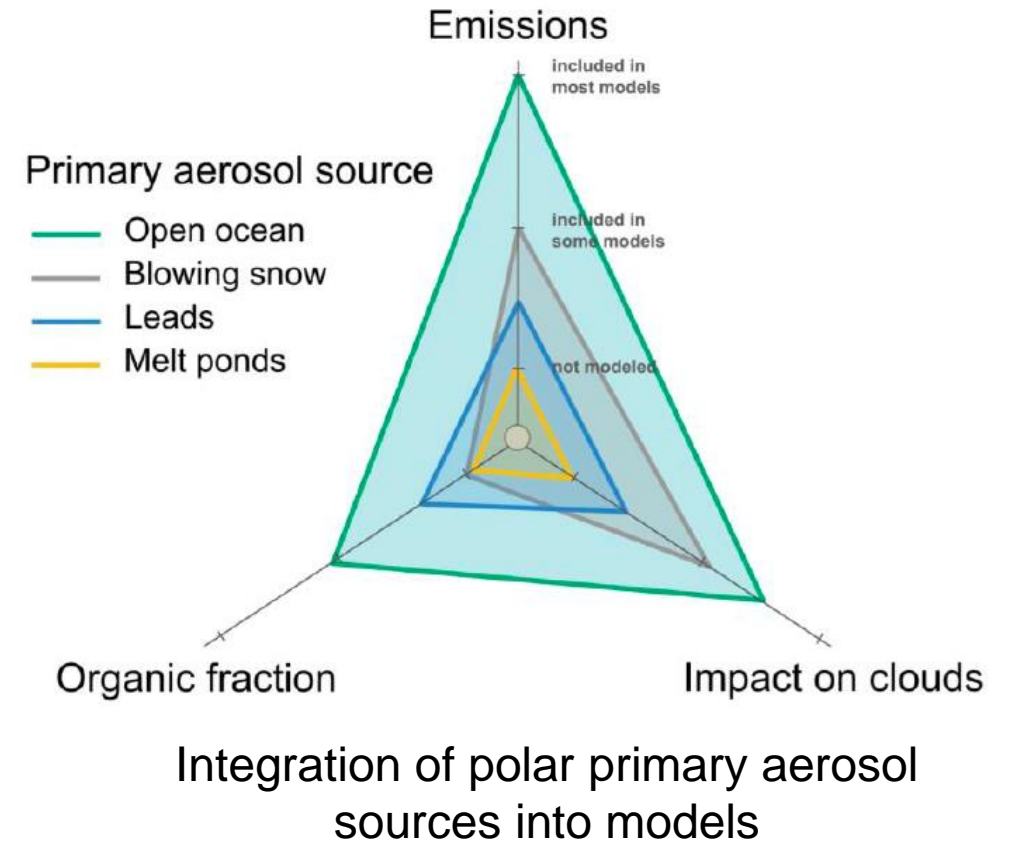 Emissions
included in
most models
Primary aerosol source
Open ocean
included in
some models
Blowing snow
Leads
Melt ponds
not modeled
Organic fraction
Impact on clouds
Integration of polar primary aerosol
sources into models